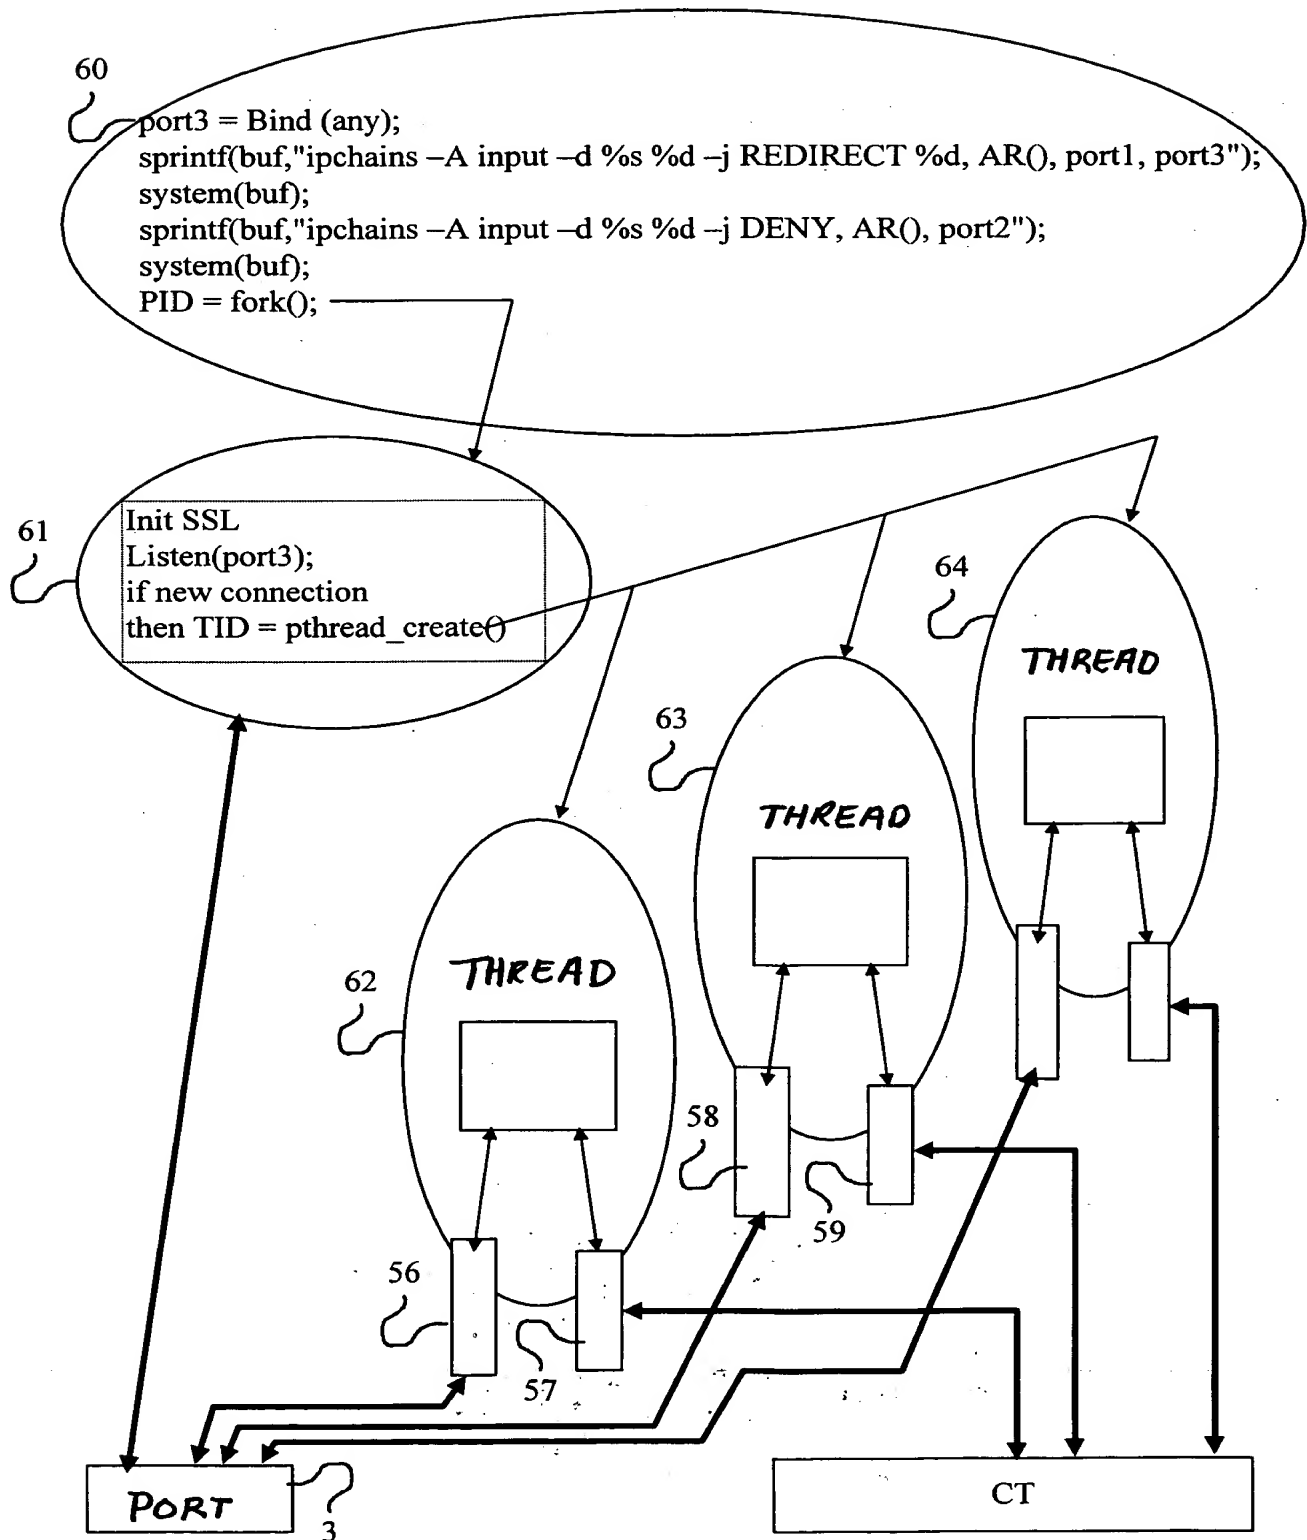 60
port3 = Bind (any);
sprintf(buf,"ipchains –A input –d %s %d –j REDIRECT %d, AR(), port1, port3");
system(buf);
sprintf(buf,"ipchains –A input –d %s %d –j DENY, AR(), port2");
system(buf);
PID = fork();
61
Init SSL
Listen(port3);
if new connection
then TID = pthread_create()
64
THREAD
63
THREAD
62
THREAD
58
59
56
57
PORT
3
CT